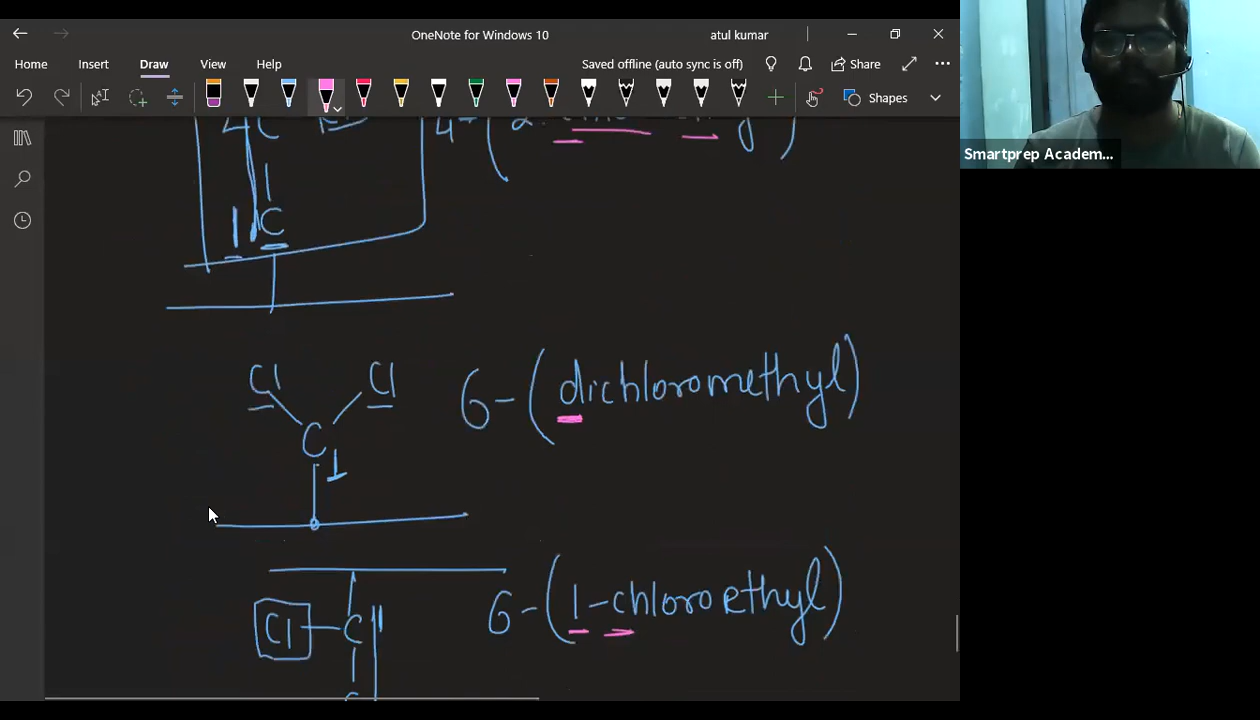 OneNote for Windows 10
atul kumar
Home Insert Draw View Help
Saved offline (auto sync is off)
Share
Shapes
Smartprep Academ...
C
1 C
Cl Cl
C
1
6-(dichloromethyl)
Cl C
6-(1-chloroethyl)